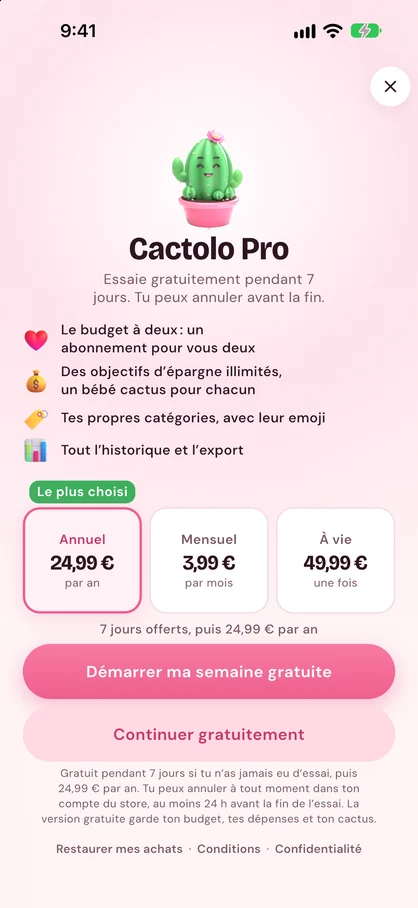 9:41
Cactolo Pro
Essaie gratuitement pendant 7
jours. Tu peux annuler avant la fin.
Le budget à deux : un
abonnement pour vous deux
Des objectifs d’épargne illimités,
un bébé cactus pour chacun
Tes propres catégories, avec leur emoji
Tout l’historique et l’export
Le plus choisi
Annuel
24,99 €
par an
Mensuel
3,99 €
par mois
À vie
49,99 €
une fois
7 jours offerts, puis 24,99 € par an
Démarrer ma semaine gratuite
Continuer gratuitement
Gratuit pendant 7 jours si tu n’as jamais eu d’essai, puis
24,99 € par an. Tu peux annuler à tout moment dans ton
compte du store, au moins 24 h avant la fin de l’essai. La
version gratuite garde ton budget, tes dépenses et ton cactus.
Restaurer mes achats · Conditions · Confidentialité